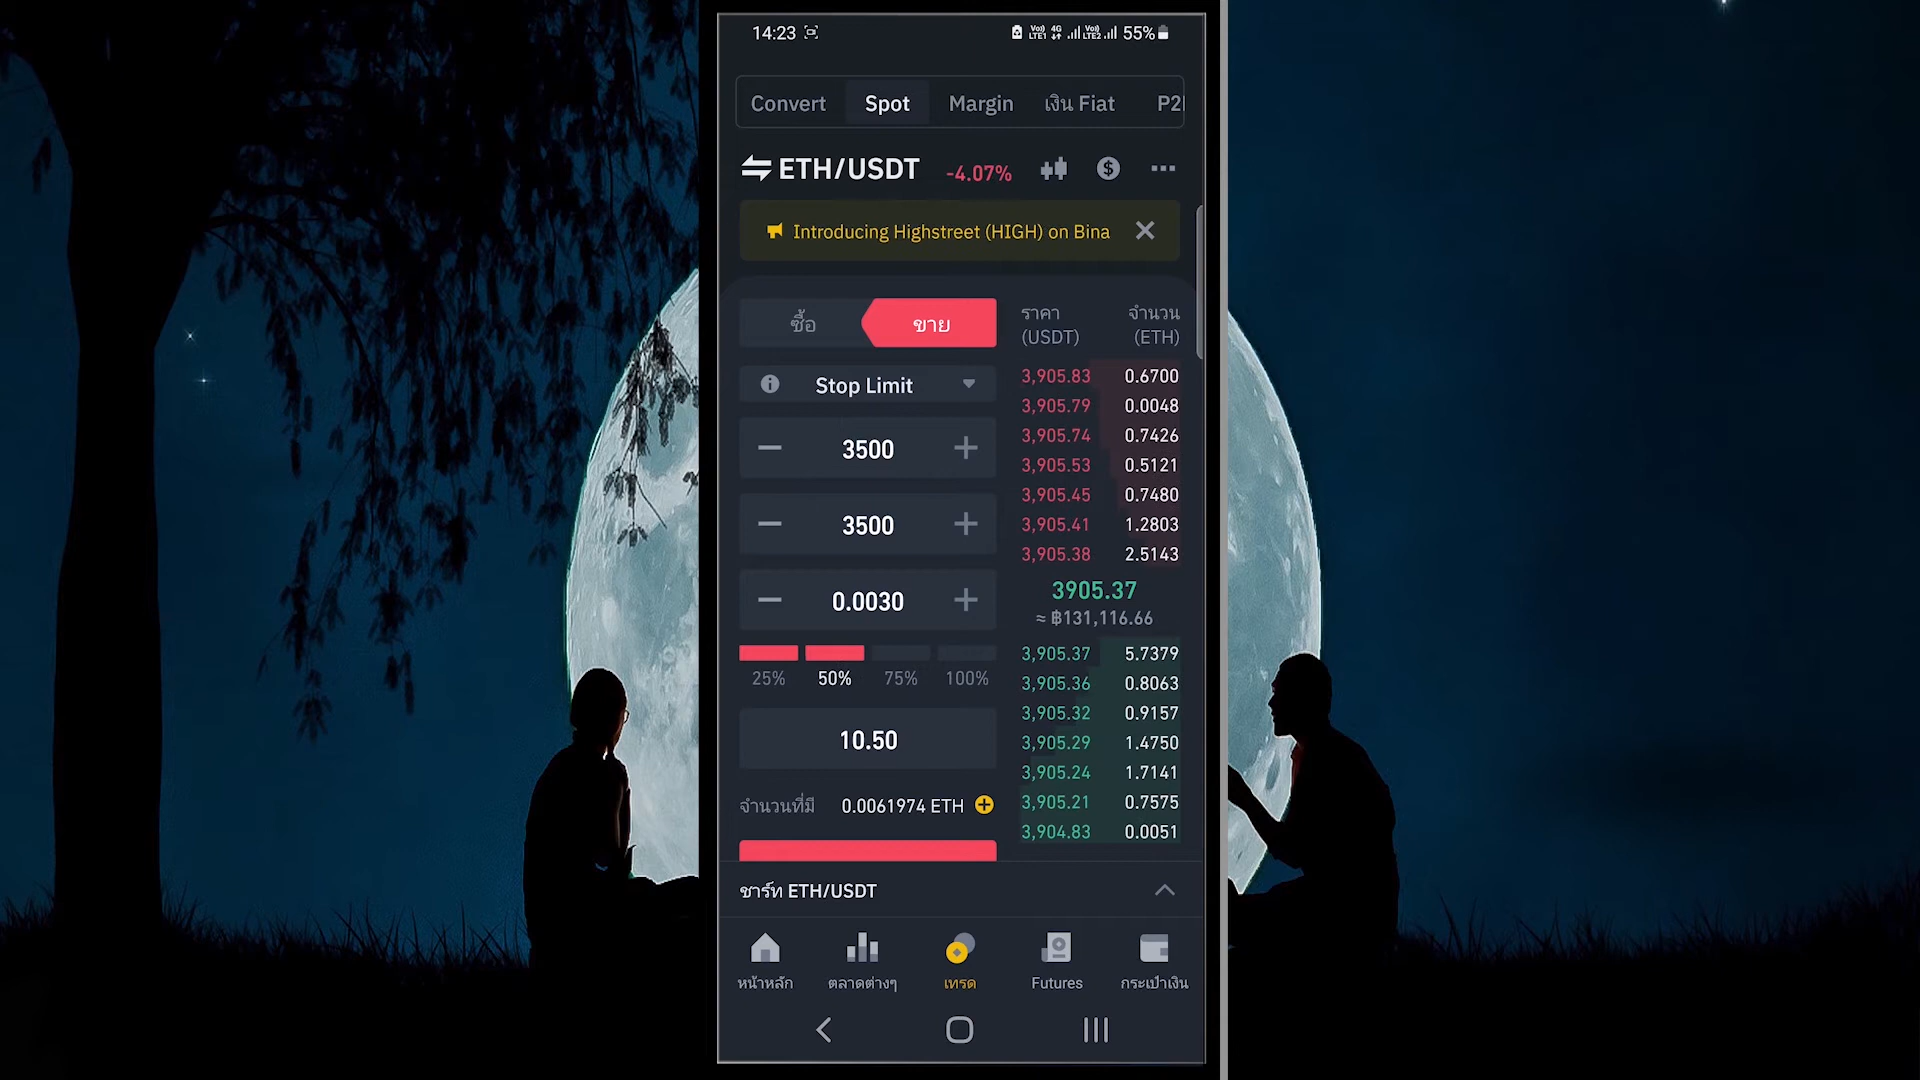 14:23 Vo)) LTE1 4G Vo)) LTE2 55%
Convert Spot Margin เงิน Fiat P2
ETH/USDT -4.07%
Introducing Highstreet (HIGH) on Bina
ซื้อ ขาย
Stop Limit
3500
3500
0.0030
25% 50% 75% 100%
10.50
จำนวนที่มี 0.0061974 ETH
ราคา จำนวน
(USDT) (ETH)
3,905.83 0.6700
3,905.79 0.0048
3,905.74 0.7426
3,905.53 0.5121
3,905.45 0.7480
3,905.41 1.2803
3,905.38 2.5143
3905.37
≈ ฿131,116.66
3,905.37 5.7379
3,905.36 0.8063
3,905.32 0.9157
3,905.29 1.4750
3,905.24 1.7141
3,905.21 0.7575
3,904.83 0.0051
ชาร์ท ETH/USDT
หน้าหลัก ตลาดต่างๆ เทรด Futures กระเป๋าเงิน